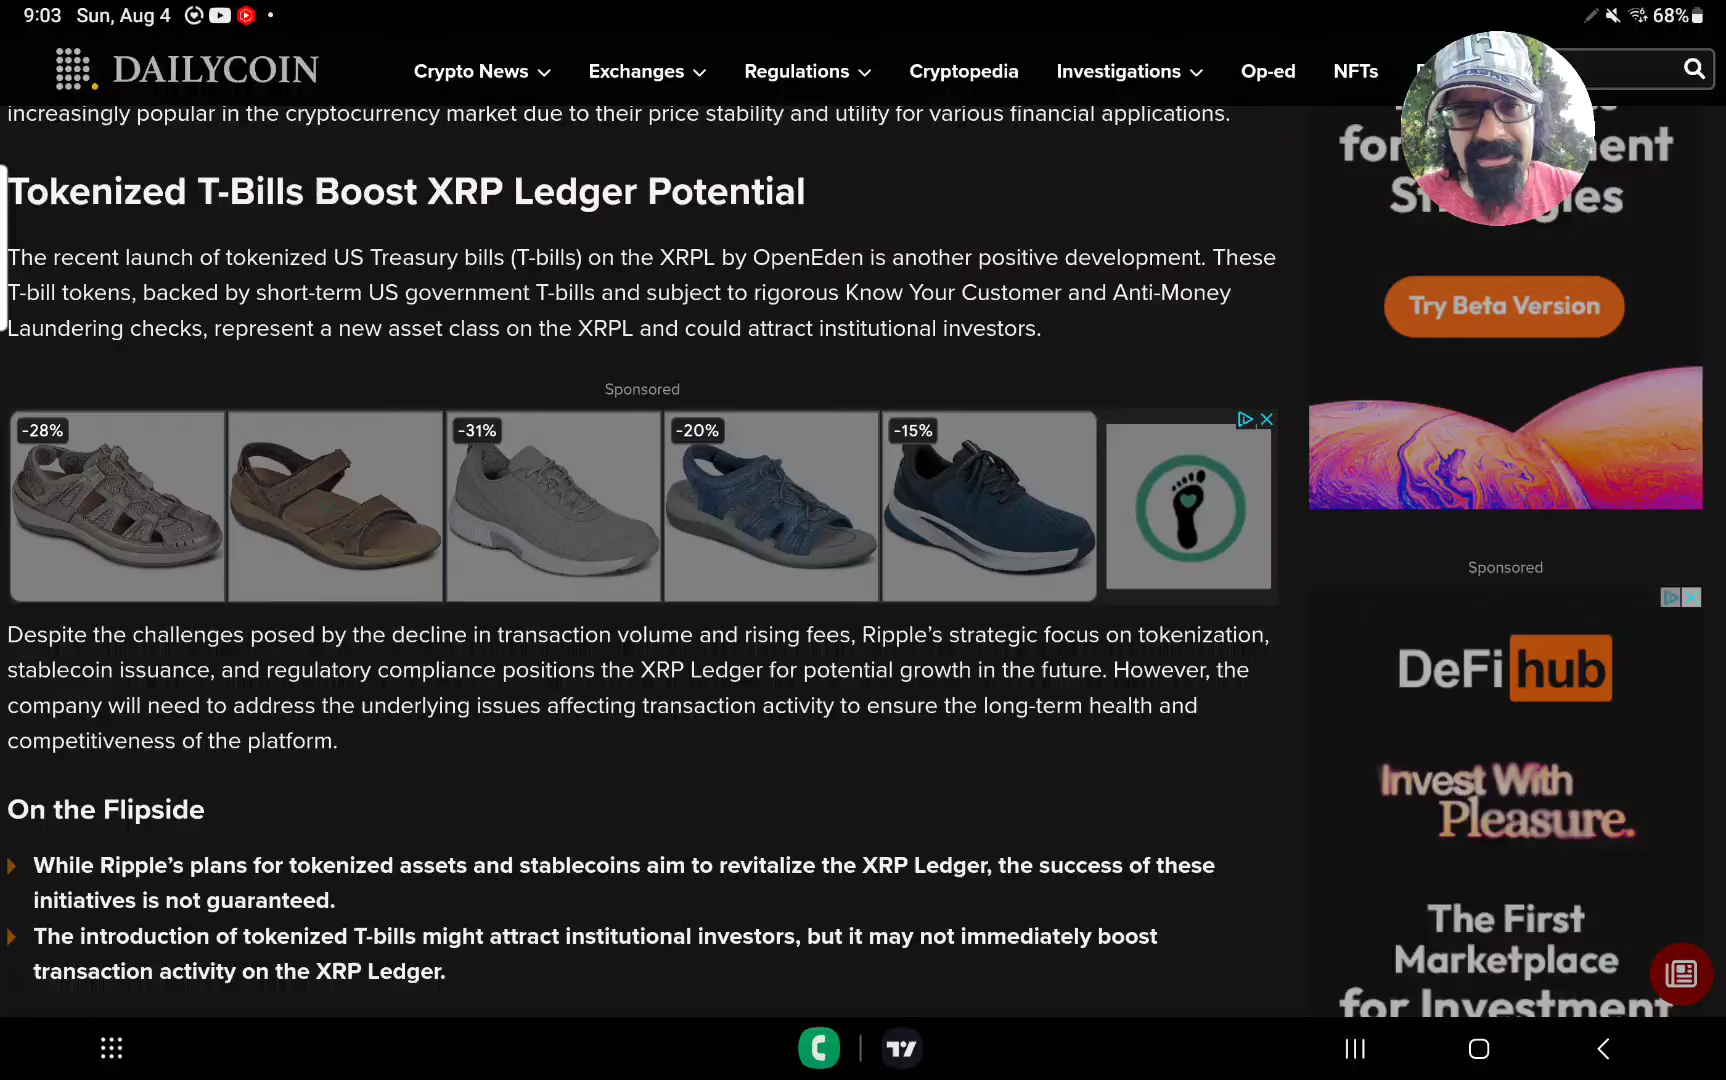 9:03 Sun, Aug 4
68%
DAILYCOIN
Crypto News
Exchanges
Regulations
Cryptopedia
Investigations
Op-ed
NFTs
increasingly popular in the cryptocurrency market due to their price stability and utility for various financial applications.
Tokenized T-Bills Boost XRP Ledger Potential
The recent launch of tokenized US Treasury bills (T-bills) on the XRPL by OpenEden is another positive development. These
T-bill tokens, backed by short-term US government T-bills and subject to rigorous Know Your Customer and Anti-Money
Laundering checks, represent a new asset class on the XRPL and could attract institutional investors.
Sponsored
-28%
-31%
-20%
-15%
Despite the challenges posed by the decline in transaction volume and rising fees, Ripple’s strategic focus on tokenization,
stablecoin issuance, and regulatory compliance positions the XRP Ledger for potential growth in the future. However, the
company will need to address the underlying issues affecting transaction activity to ensure the long-term health and
competitiveness of the platform.
On the Flipside
While Ripple’s plans for tokenized assets and stablecoins aim to revitalize the XRP Ledger, the success of these
initiatives is not guaranteed.
The introduction of tokenized T-bills might attract institutional investors, but it may not immediately boost
transaction activity on the XRP Ledger.
Try Beta Version
Sponsored
DeFi hub
Invest With
Pleasure.
The First
Marketplace
for Investment